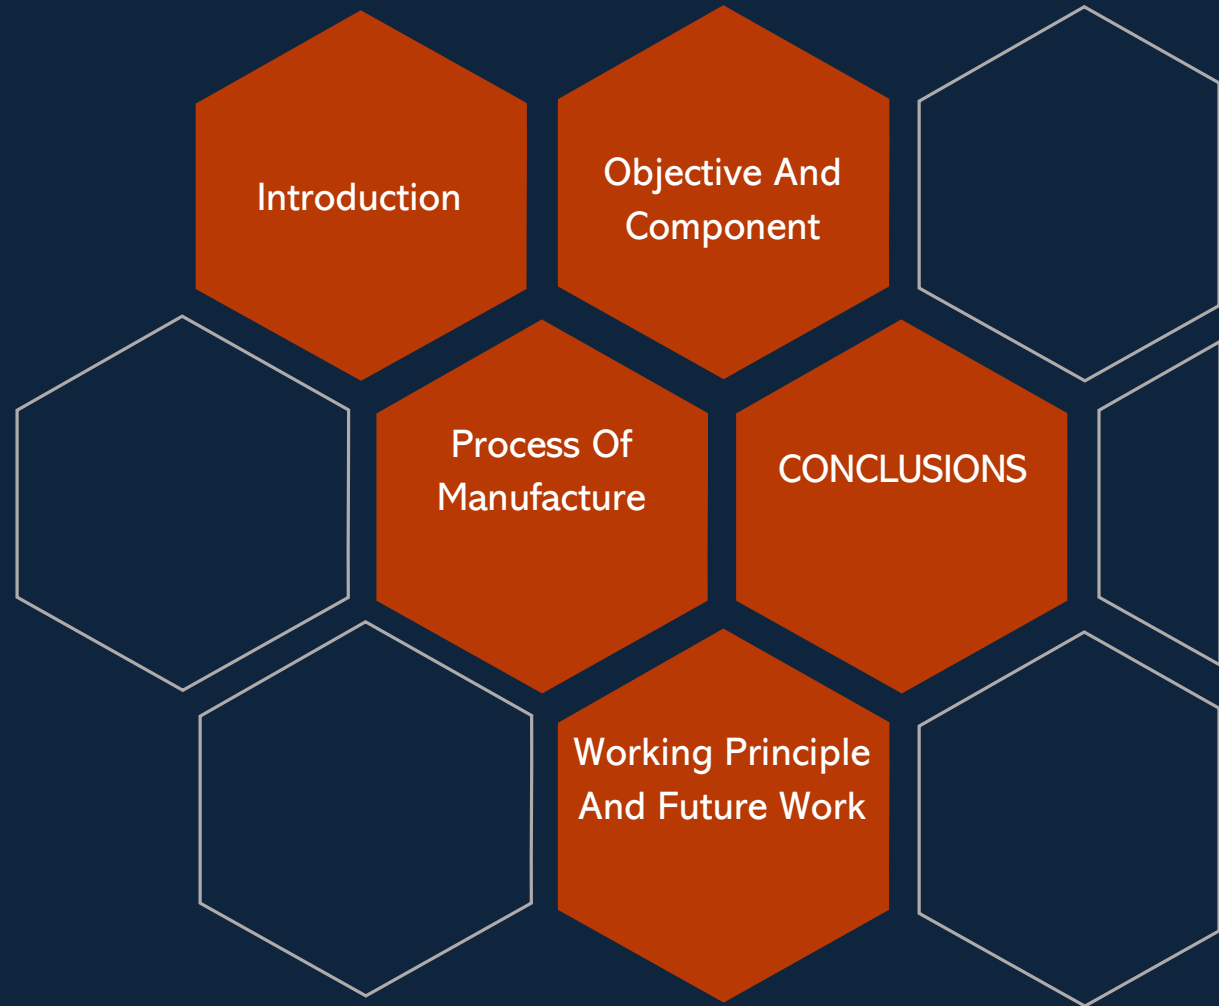 Introduction
Objective And
Component
Process Of
Manufacture
CONCLUSIONS
Working Principle
And Future Work